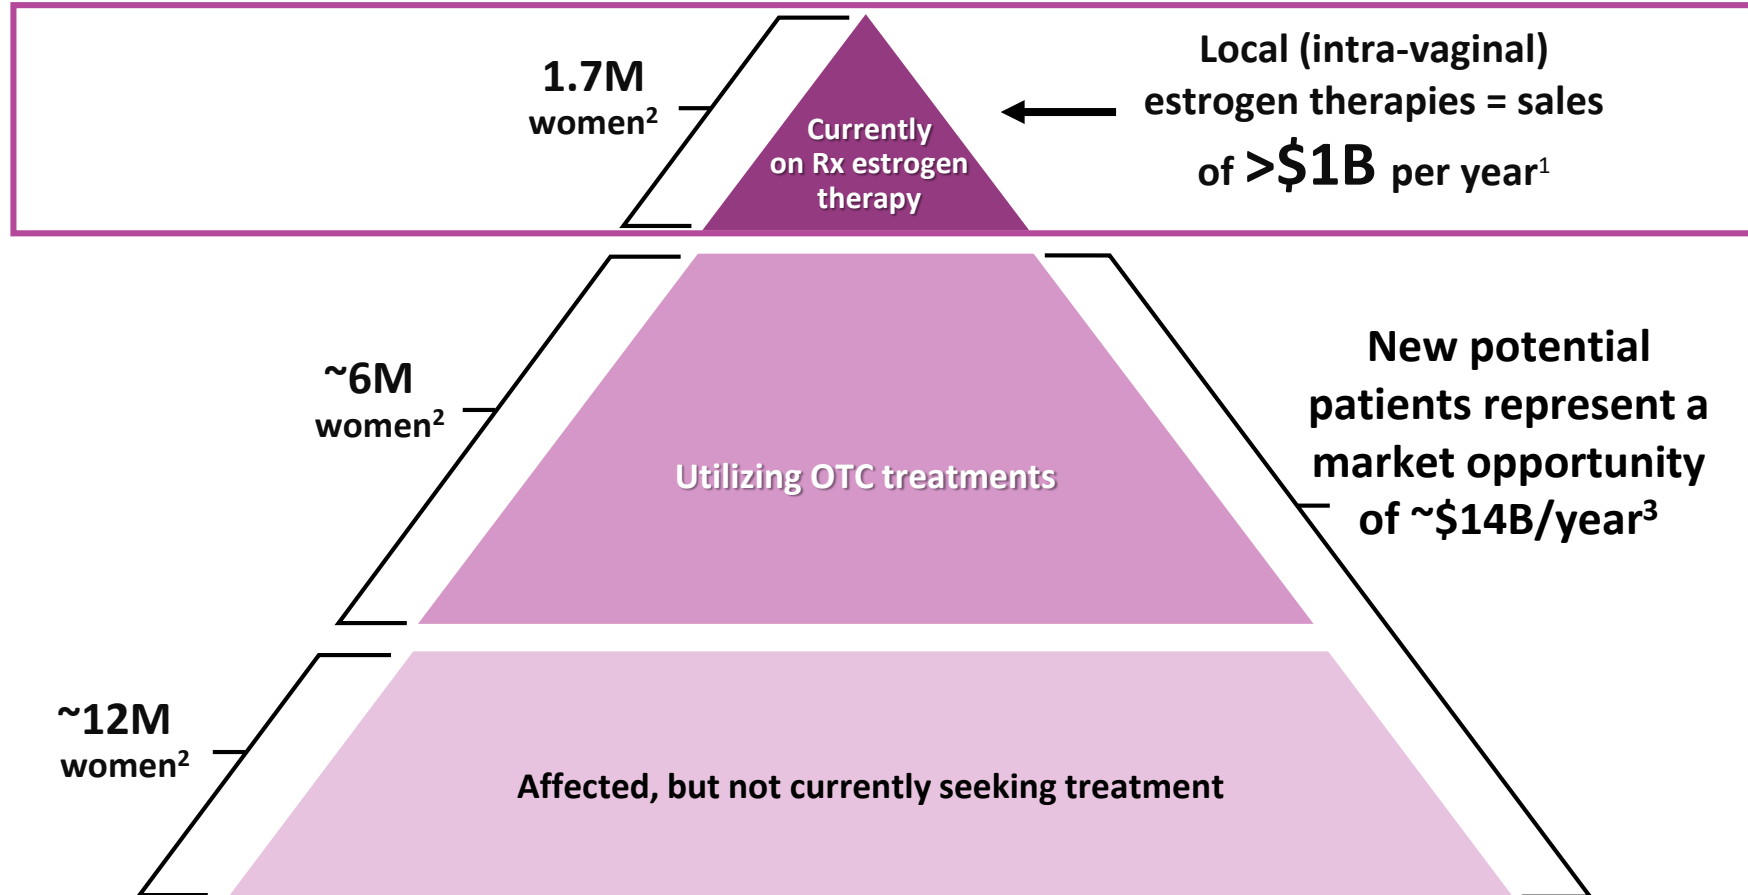 1.7M
women²
Currently
on Rx estrogen
therapy
Local (intra-vaginal)
estrogen therapies = sales
of >$1B per year¹
~6M
women²
Utilizing OTC treatments
New potential
patients represent a
market opportunity
of ~$14B/year³
~12M
women²
Affected, but not currently seeking treatment